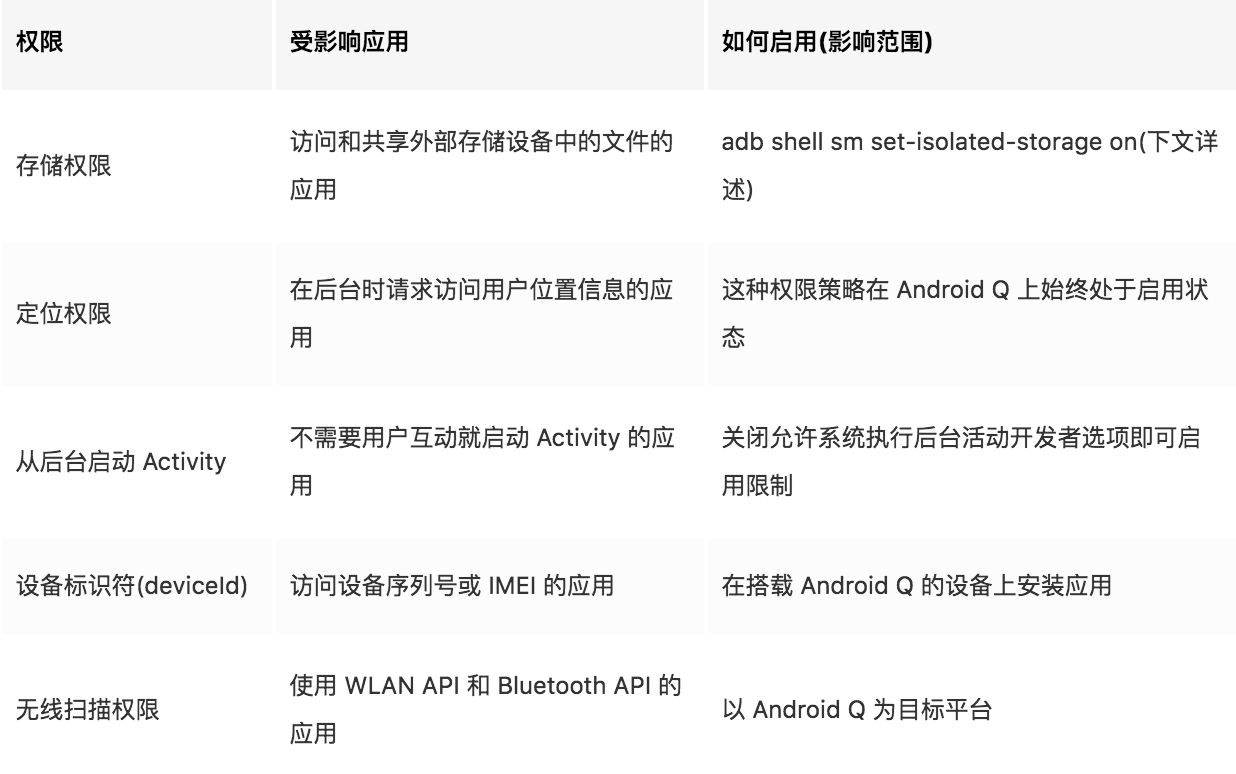 权限
受影响应用
如何启用(影响范围)
存储权限
访问和共享外部存储设备中的文件的
应用
adb shell sm set-isolated-storage on(下文详
述)
定位权限
在后台时请求访问用户位置信息的应
用
这种权限策略在 Android Q 上始终处于启用状
态
从后台启动 Activity
不需要用户互动就启动 Activity 的应
用
关闭允许系统执行后台活动开发者选项即可启
用限制
设备标识符(deviceId)
访问设备序列号或 IMEI 的应用
在搭载 Android Q 的设备上安装应用
无线扫描权限
使用 WLAN API 和 Bluetooth API 的
应用
以 Android Q 为目标平台